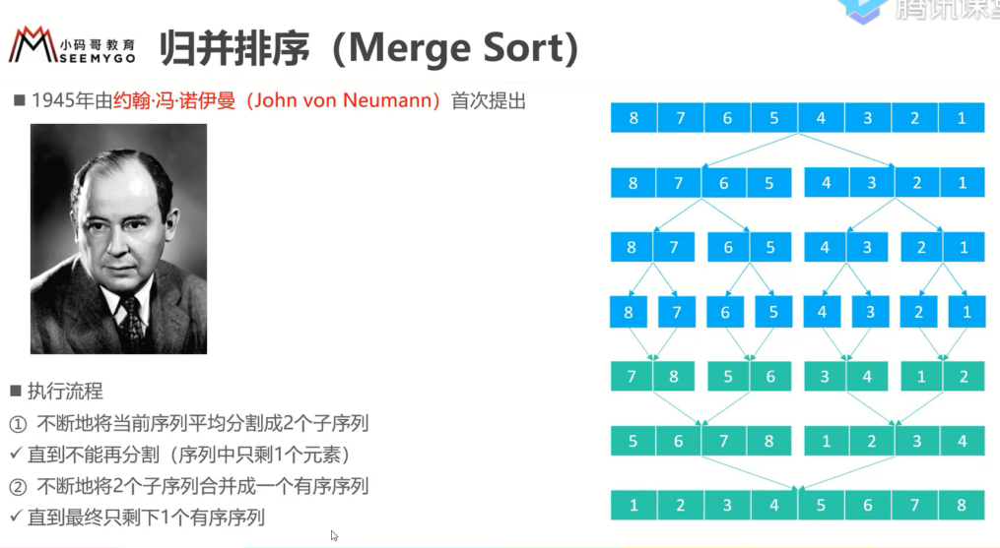 腾讯课堂
小码哥教育
SEEMYGO
归并排序（Merge Sort）
■ 1945年由约翰·冯·诺伊曼（John von Neumann）首次提出
8 7 6 5 4 3 2 1
8 7 6 5 4 3 2 1
8 7 6 5 4 3 2 1
8 7 6 5 4 3 2 1
7 8 5 6 3 4 1 2
5 6 7 8 1 2 3 4
1 2 3 4 5 6 7 8
■ 执行流程
① 不断地将当前序列平均分割成2个子序列
✓ 直到不能再分割（序列中只剩1个元素）
② 不断地将2个子序列合并成一个有序序列
✓ 直到最终只剩下1个有序序列